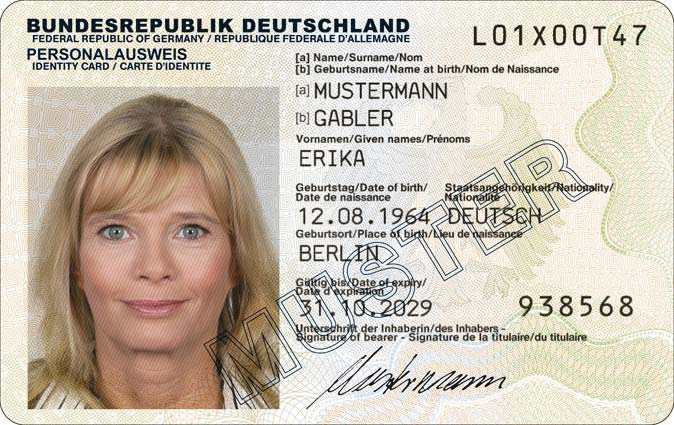 BUNDESREPUBLIK DEUTSCHLAND
FEDERAL REPUBLIC OF GERMANY / REPUBLIQUE FEDERALE D'ALLEMAGNE
PERSONALAUSWEIS
IDENTITY CARD / CARTE D'IDENTITE
L01X00T47
[a] Name/Surname/Nom
[b] Geburtsname/Name at birth/Nom de Naissance
[a] MUSTERMANN
[b] GABLER
Vornamen/Given names/Prénoms
ERIKA
Geburtstag/Date of birth/ Staatsangehörigkeit/Nationality/
Date de naissance Nationalité
12.08.1964 DEUTSCH
Geburtsort/Place of birth/Lieu de naissance
BERLIN
Gültig bis/Date of expiry/
Date d'expiration
31.10.2029 938568
Unterschrift der Inhaberin/des Inhabers -
Signature of bearer - Signature de la titulaire/du titulaire
Mustermann
MUSTER